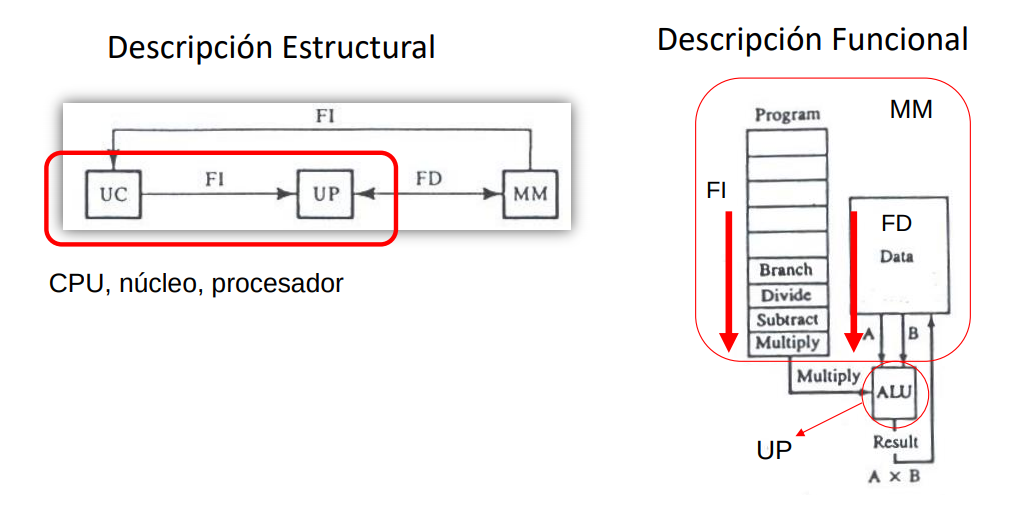 Descripción Estructural
FI
UC
FI
UP
FD
MM
CPU, núcleo, procesador
Descripción Funcional
MM
Program
FI
FD
Data
Branch
Divide
Subtract
Multiply
A
B
Multiply
ALU
UP
Result
A × B